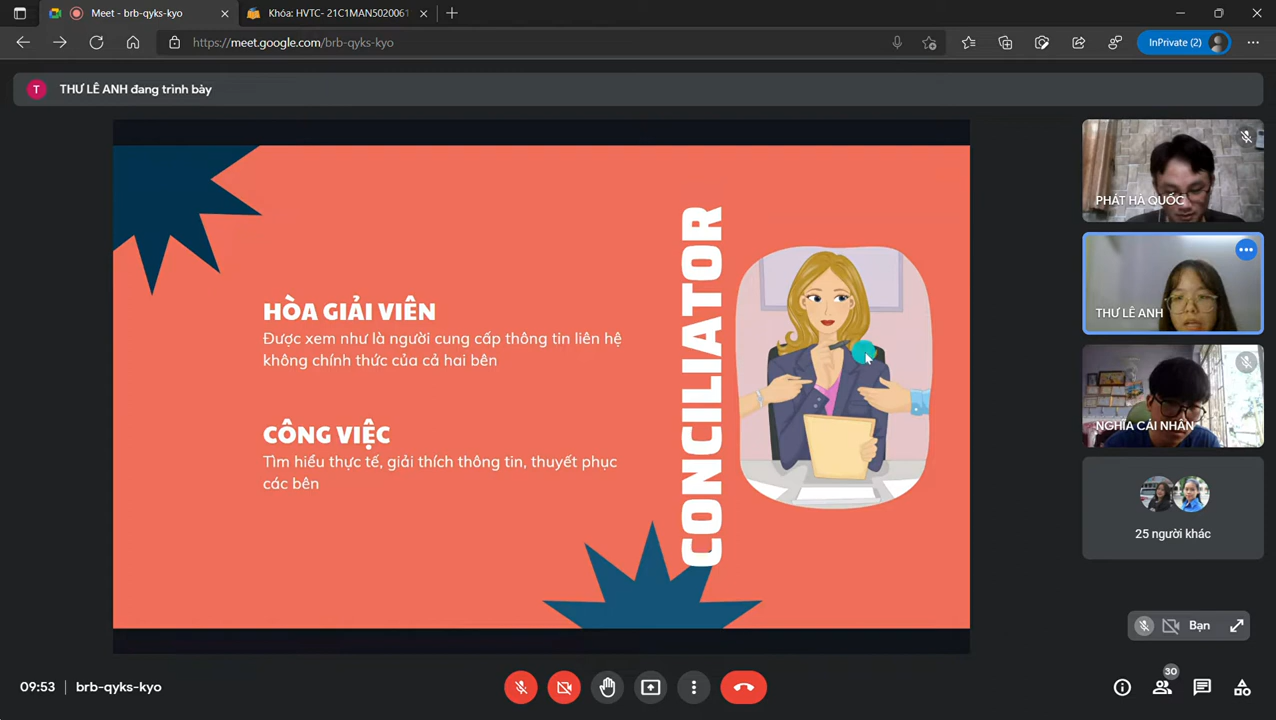 Meet - brb-qyks-kyo
Khóa: HVTC- 21C1MAN5020061
https://meet.google.com/brb-qyks-kyo
InPrivate (2)
T
THƯ LÊ ANH đang trình bày
HÒA GIẢI VIÊN
Được xem như là người cung cấp thông tin liên hệ
không chính thức của cả hai bên
CÔNG VIỆC
Tìm hiểu thực tế, giải thích thông tin, thuyết phục
các bên
CONCILIATOR
PHÁT HÀ QUỐC
THƯ LÊ ANH
NGHĨA CÁI NHÂN
25 người khác
Bạn
09:53
brb-qyks-kyo
30